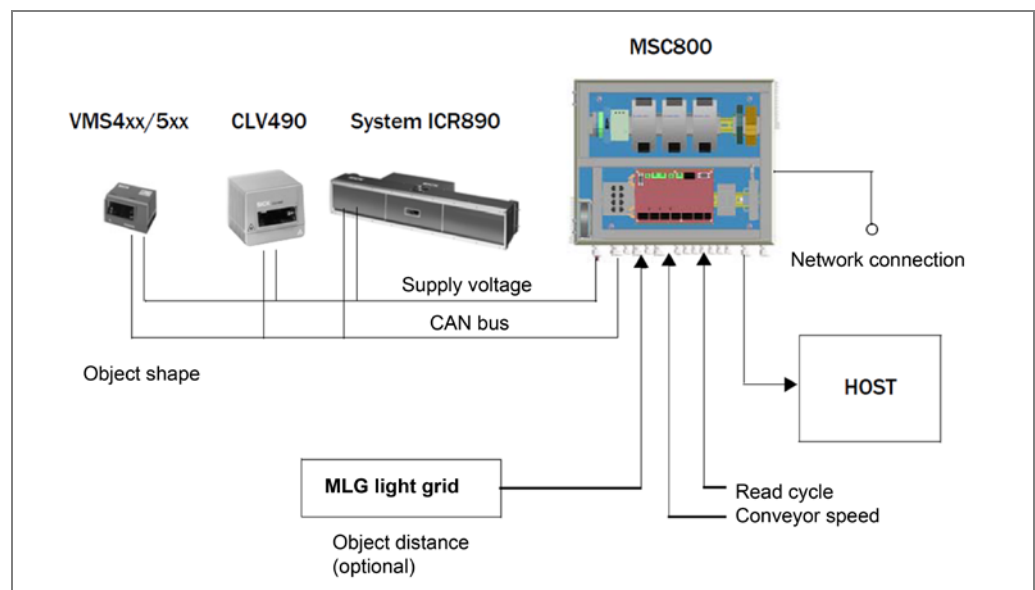 MSC800
VMS4xx/5xx
CLV490
System ICR890
Network connection
Supply voltage
CAN bus
Object shape
HOST
MLG light grid
Read cycle
Conveyor speed
Object distance
(optional)